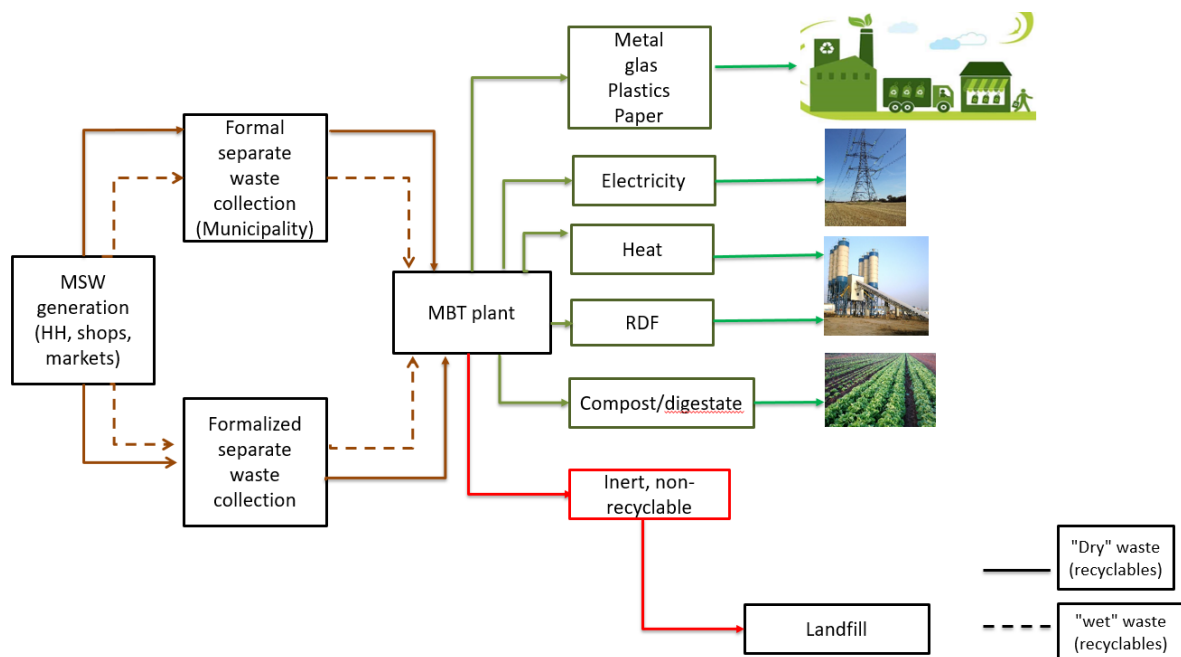 MSW
generation
(HH, shops,
markets)
Formal
separate
waste
collection
(Municipality)
Formalized
separate
waste
collection
MBT plant
Metal
glas
Plastics
Paper
Electricity
Heat
RDF
Compost/digestate
Inert, non-
recyclable
Landfill
"Dry" waste
(recyclables)
"wet" waste
(recyclables)